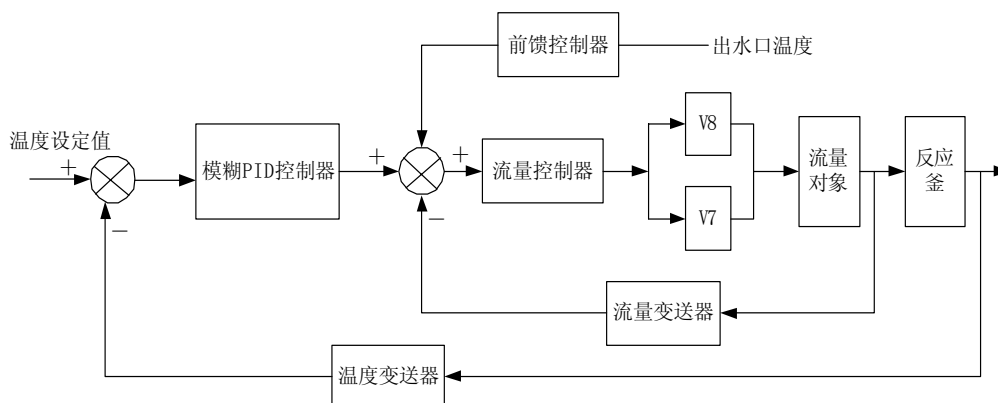 前馈控制器
出水口温度
温度设定值
+
-
模糊PID控制器
+
+
-
流量控制器
V8
V7
流量
对象
反应
釜
流量变送器
温度变送器